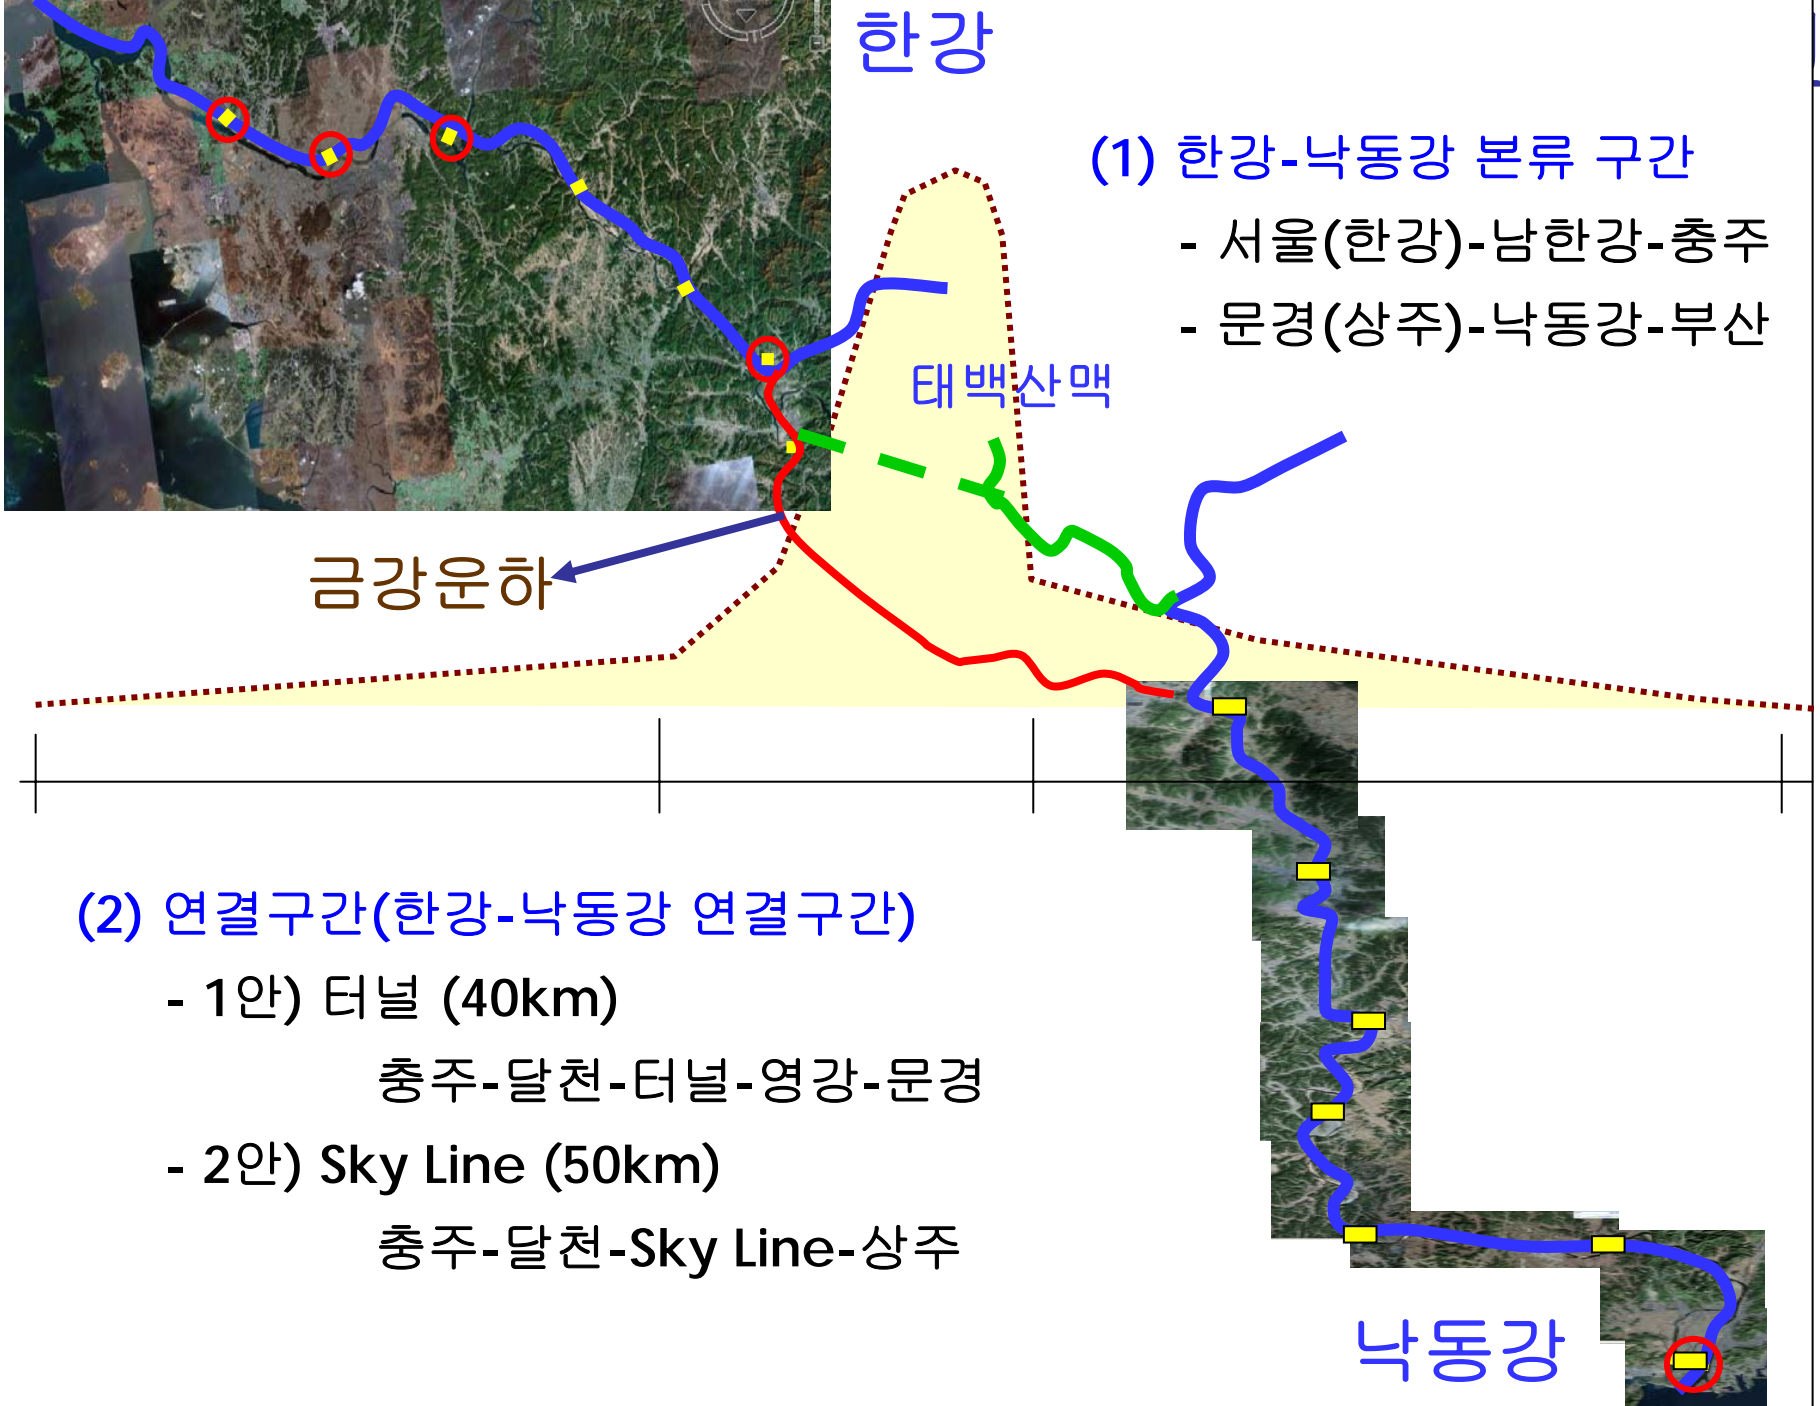 한강
(1) 한강-낙동강 본류 구간
- 서울(한강)-남한강-충주
- 문경(상주)-낙동강-부산
태백산맥
금강운하
(2) 연결구간(한강-낙동강 연결구간)
- 1안) 터널 (40km)
충주-달천-터널-영강-문경
- 2안) Sky Line (50km)
충주-달천-Sky Line-상주
낙동강